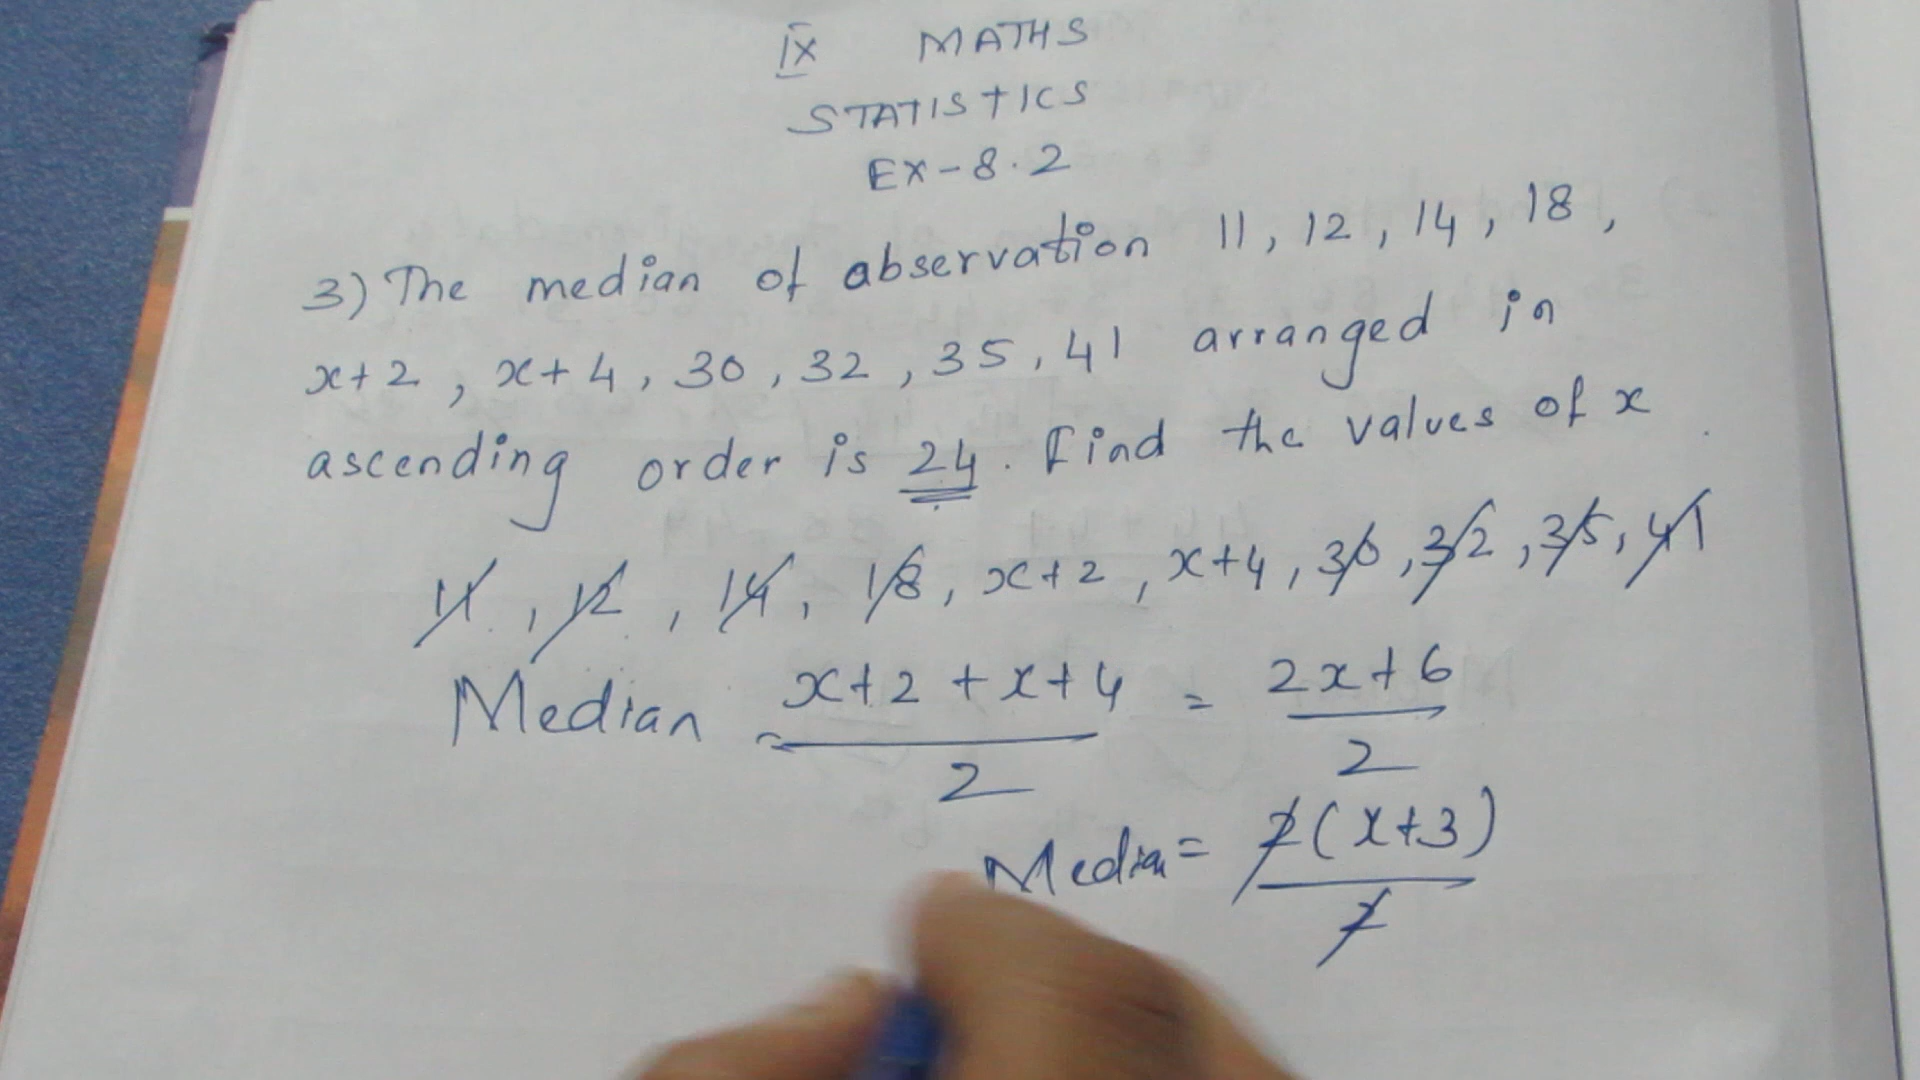 IX MATHS
STATISTICS
EX-8.2
3) The median of observation 11, 12, 14, 18,
x+2, x+4, 30, 32, 35, 41 arranged in
ascending order is 24. Find the values of x
11, 12, 14, 18, x+2, x+4, 30, 32, 35, 41
Median = x+2+x+4 / 2 = 2x+6 / 2
Median = 2(x+3) / 2